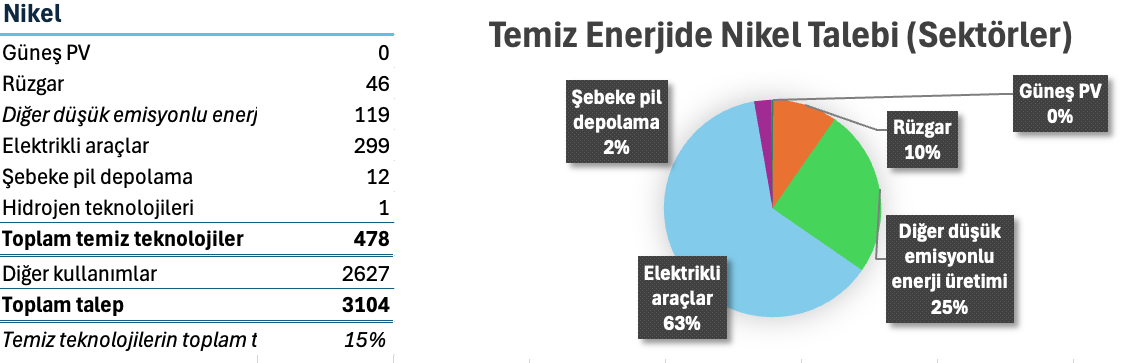 Nikel
Güneş PV 0
Rüzgar 46
Diğer düşük emisyonlu enerj 119
Elektrikli araçlar 299
Şebeke pil depolama 12
Hidrojen teknolojileri 1
Toplam temiz teknolojiler 478
Diğer kullanımlar 2627
Toplam talep 3104
Temiz teknolojilerin toplam t 15%
Temiz Enerjide Nikel Talebi (Sektörler)
Şebeke pil
depolama
2%
Güneş PV
0%
Rüzgar
10%
Diğer düşük
emisyonlu
enerji üretimi
25%
Elektrikli
araçlar
63%